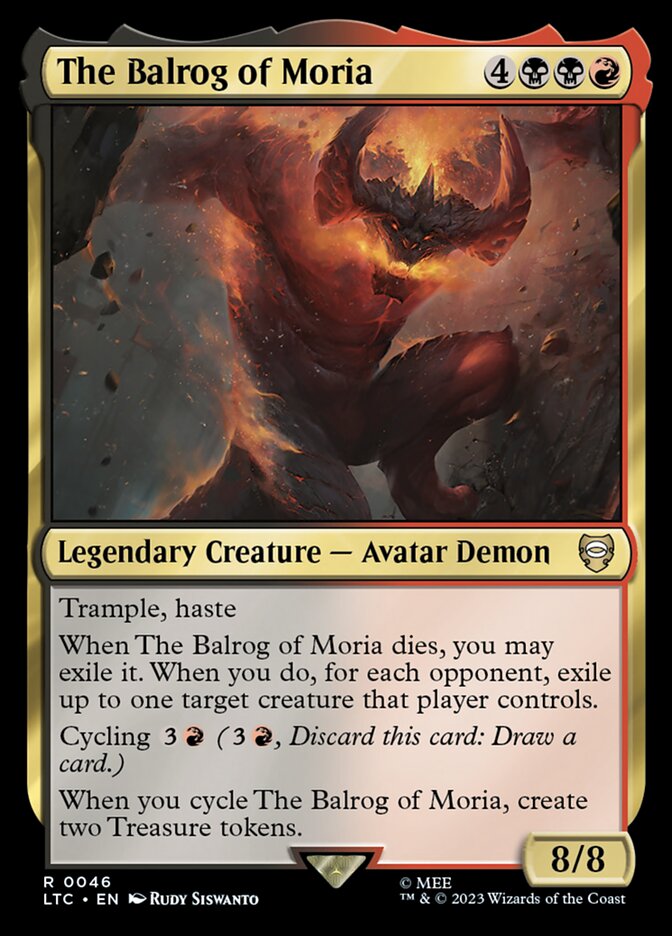 The Balrog of Moria 4
Legendary Creature — Avatar Demon
Trample, haste
When The Balrog of Moria dies, you may
exile it. When you do, for each opponent, exile
up to one target creature that player controls.
Cycling 3 (3, Discard this card: Draw a
card.)
When you cycle The Balrog of Moria, create
two Treasure tokens.
8/8
R 0046
LTC • EN Rudy Siswanto
© MEE
™ & © 2023 Wizards of the Coast